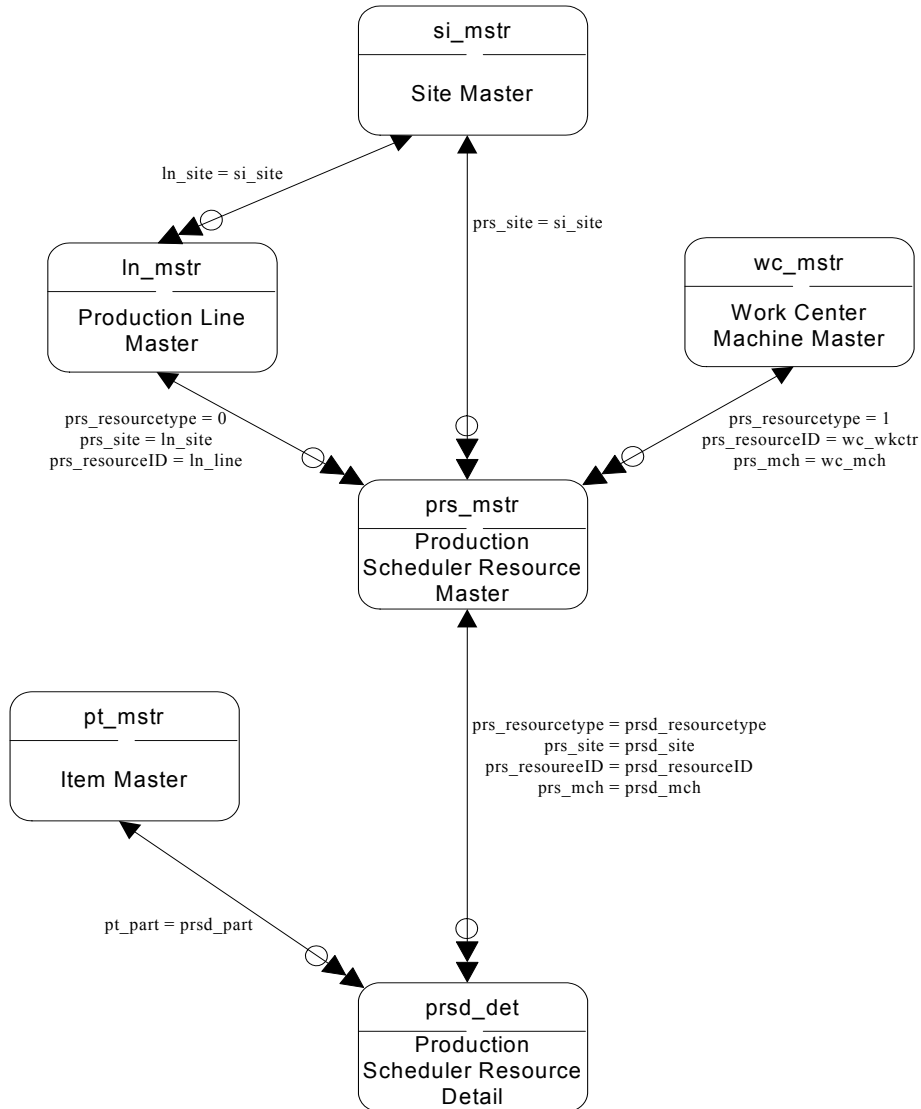 si_mstr
Site Master
ln_site = si_site
prs_site = si_site
ln_mstr
Production Line
Master
wc_mstr
Work Center
Machine Master
prs_resourcetype = 0
prs_site = ln_site
prs_resourceID = ln_line
prs_resourcetype = 1
prs_resourceID = wc_wkctr
prs_mch = wc_mch
prs_mstr
Production
Scheduler Resource
Master
pt_mstr
Item Master
prs_resourcetype = prsd_resourcetype
prs_site = prsd_site
prs_resoureeID = prsd_resourceID
prs_mch = prsd_mch
pt_part = prsd_part
prsd_det
Production
Scheduler Resource
Detail